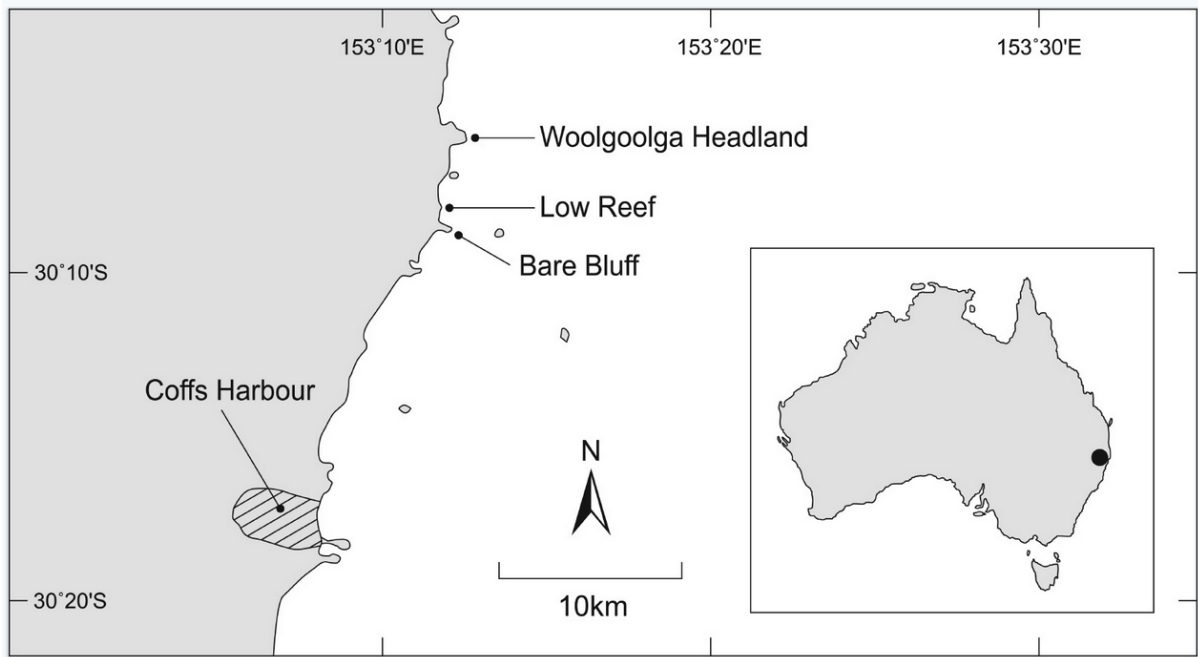 153˚10'E
153˚20'E
153˚30'E
Woolgoolga Headland
Low Reef
Bare Bluff
30˚10'S
Coffs Harbour
N
30˚20'S
10km